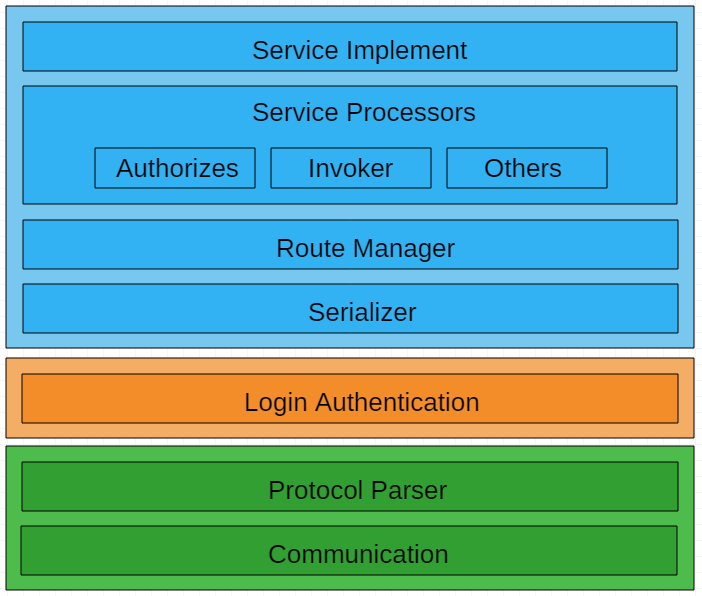 Service Implement
Service Processors
Authorizes Invoker Others
Route Manager
Serializer
Login Authentication
Protocol Parser
Communication